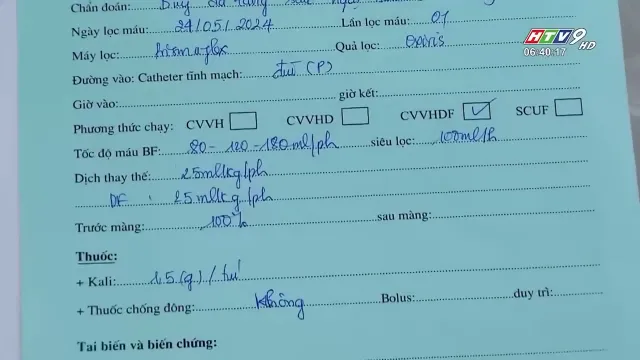 HTV9 HD
06:40:17
Chẩn đoán: Suy đa tạng
Ngày lọc máu: 24/05/2024 Lần lọc máu: 01
Máy lọc: Prismaflex Quả lọc: Oxiris
Đường vào: Catheter tĩnh mạch: đùi (P)
Giờ vào: giờ kết:
Phương thức chạy: CVVH CVVHD CVVHDF ✓ SCUF
Tốc độ máu BF: 80 - 120 - 180 ml/ph siêu lọc: 100ml/h
Dịch thay thế: 25ml/kg/ph
DF : 25ml/kg/ph
Trước màng: 100% sau màng:
Thuốc:
+ Kali: 1,5(g)/túi
+ Thuốc chống đông: Không Bolus: duy trì:
Tai biến và biến chứng: